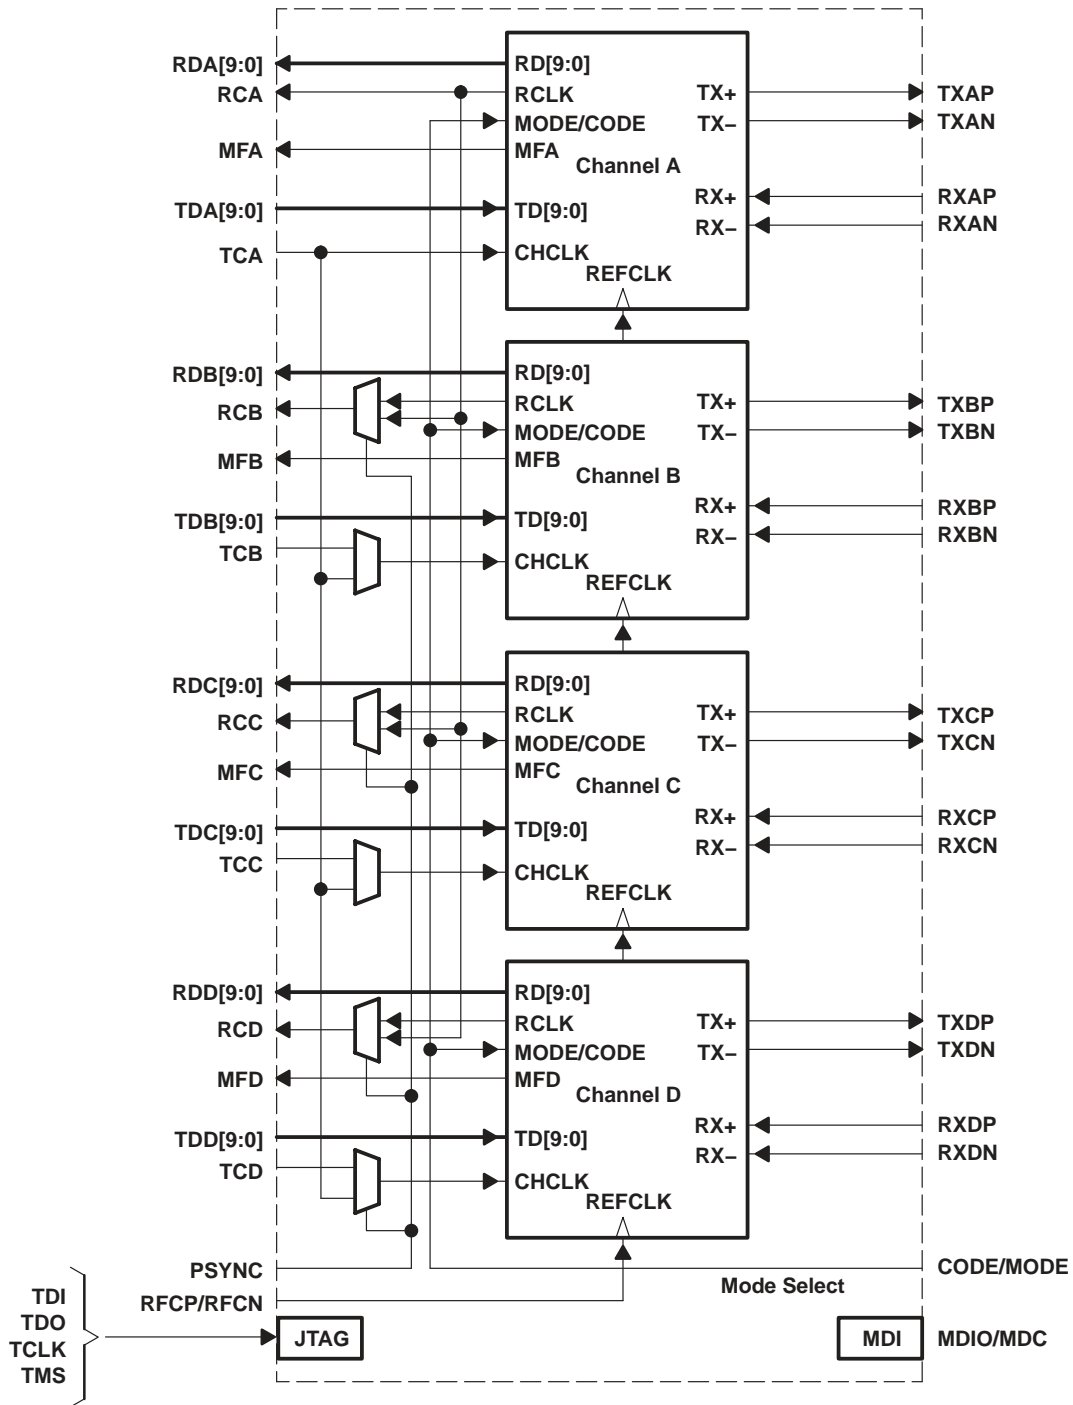 RDA[9:0]
RCA
MFA
TDA[9:0]
TCA
RD[9:0]
RCLK
MODE/CODE
MFA
Channel A
TD[9:0]
CHCLK
REFCLK
TX+
TX–
RX+
RX–
TXAP
TXAN
RXAP
RXAN
RDB[9:0]
RCB
MFB
TDB[9:0]
TCB
RD[9:0]
RCLK
MODE/CODE
MFB
Channel B
TD[9:0]
CHCLK
REFCLK
TX+
TX–
RX+
RX–
TXBP
TXBN
RXBP
RXBN
RDC[9:0]
RCC
MFC
TDC[9:0]
TCC
RD[9:0]
RCLK
MODE/CODE
MFC
Channel C
TD[9:0]
CHCLK
REFCLK
TX+
TX–
RX+
RX–
TXCP
TXCN
RXCP
RXCN
RDD[9:0]
RCD
MFD
TDD[9:0]
TCD
RD[9:0]
RCLK
MODE/CODE
MFD
Channel D
TD[9:0]
CHCLK
REFCLK
TX+
TX–
RX+
RX–
TXDP
TXDN
RXDP
RXDN
PSYNC
RFCP/RFCN
Mode Select
CODE/MODE
TDI
TDO
TCLK
TMS
JTAG
MDI
MDIO/MDC